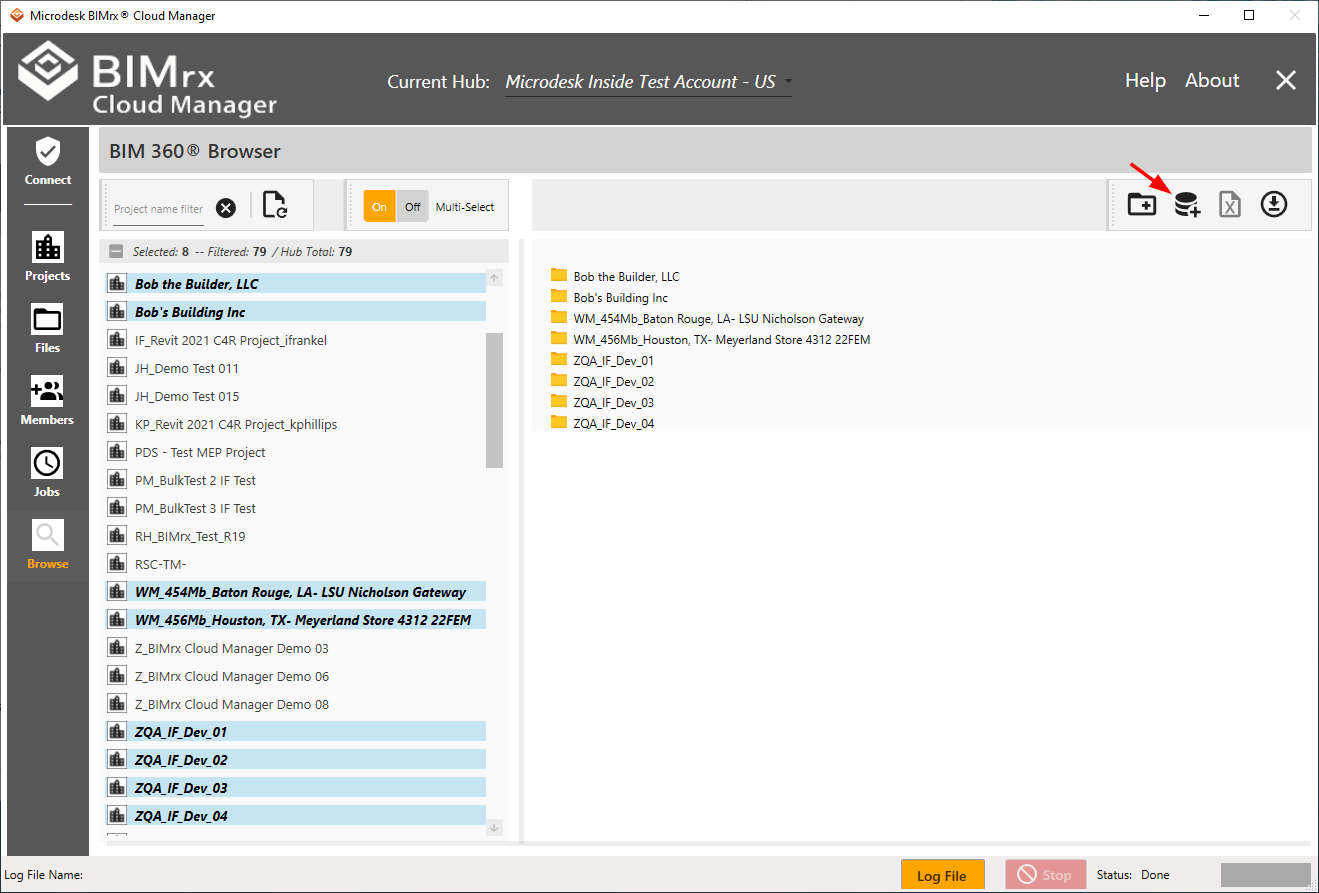 Microdesk BIMrx® Cloud Manager
BIMrx
Cloud Manager
Current Hub: Microdesk Inside Test Account - US
Help About
BIM 360® Browser
Connect
Projects
Files
Members
Jobs
Browse
Project name filter
On Off Multi-Select
Selected: 8 -- Filtered: 79 / Hub Total: 79
Bob the Builder, LLC
Bob's Building Inc
IF_Revit 2021 C4R Project_ifrankel
JH_Demo Test 011
JH_Demo Test 015
KP_Revit 2021 C4R Project_kphillips
PDS - Test MEP Project
PM_BulkTest 2 IF Test
PM_BulkTest 3 IF Test
RH_BIMrx_Test_R19
RSC-TM-
WM_454Mb_Baton Rouge, LA- LSU Nicholson Gateway
WM_456Mb_Houston, TX- Meyerland Store 4312 22FEM
Z_BIMrx Cloud Manager Demo 03
Z_BIMrx Cloud Manager Demo 06
Z_BIMrx Cloud Manager Demo 08
ZQA_IF_Dev_01
ZQA_IF_Dev_02
ZQA_IF_Dev_03
ZQA_IF_Dev_04
X
Bob the Builder, LLC
Bob's Building Inc
WM_454Mb_Baton Rouge, LA- LSU Nicholson Gateway
WM_456Mb_Houston, TX- Meyerland Store 4312 22FEM
ZQA_IF_Dev_01
ZQA_IF_Dev_02
ZQA_IF_Dev_03
ZQA_IF_Dev_04
Log File Name:
Log File
Stop
Status: Done